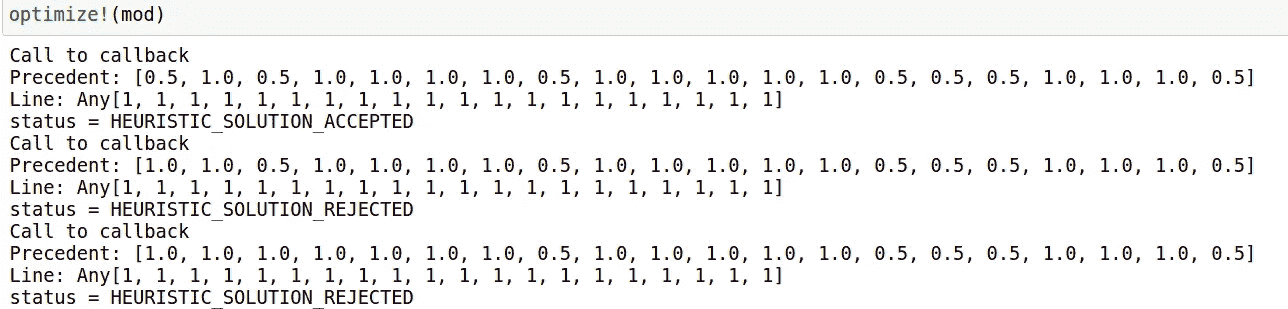 optimize!(mod)
Call to callback
Precedent: [0.5, 1.0, 0.5, 1.0, 1.0, 1.0, 1.0, 0.5, 1.0, 1.0, 1.0, 1.0, 1.0, 0.5, 0.5, 0.5, 1.0, 1.0, 1.0, 0.5]
Line: Any[1, 1, 1, 1, 1, 1, 1, 1, 1, 1, 1, 1, 1, 1, 1, 1, 1, 1, 1, 1]
status = HEURISTIC_SOLUTION_ACCEPTED
Call to callback
Precedent: [1.0, 1.0, 0.5, 1.0, 1.0, 1.0, 1.0, 0.5, 1.0, 1.0, 1.0, 1.0, 1.0, 0.5, 0.5, 0.5, 1.0, 1.0, 1.0, 0.5]
Line: Any[1, 1, 1, 1, 1, 1, 1, 1, 1, 1, 1, 1, 1, 1, 1, 1, 1, 1, 1, 1]
status = HEURISTIC_SOLUTION_REJECTED
Call to callback
Precedent: [1.0, 1.0, 1.0, 1.0, 1.0, 1.0, 1.0, 0.5, 1.0, 1.0, 1.0, 1.0, 1.0, 0.5, 0.5, 0.5, 1.0, 1.0, 1.0, 0.5]
Line: Any[1, 1, 1, 1, 1, 1, 1, 1, 1, 1, 1, 1, 1, 1, 1, 1, 1, 1, 1, 1]
status = HEURISTIC_SOLUTION_REJECTED